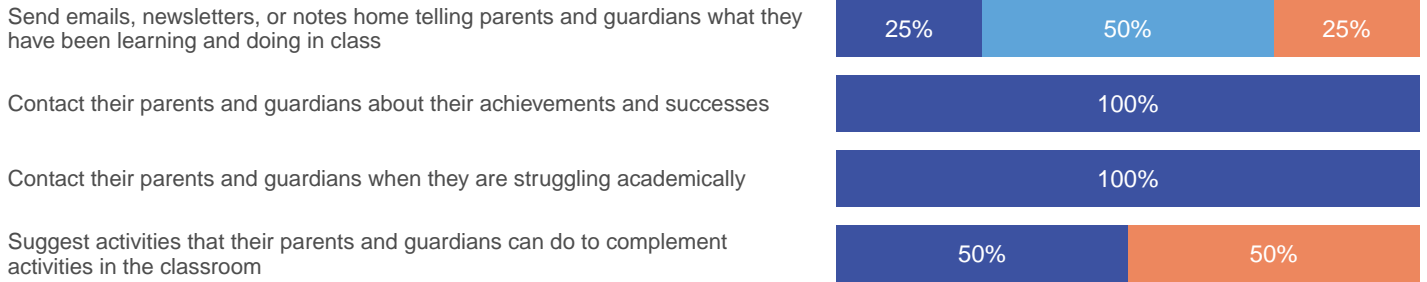 Send emails, newsletters, or notes home telling parents and guardians what they
have been learning and doing in class
25% 50% 25%
Contact their parents and guardians about their achievements and successes
100%
Contact their parents and guardians when they are struggling academically
100%
Suggest activities that their parents and guardians can do to complement
activities in the classroom
50% 50%